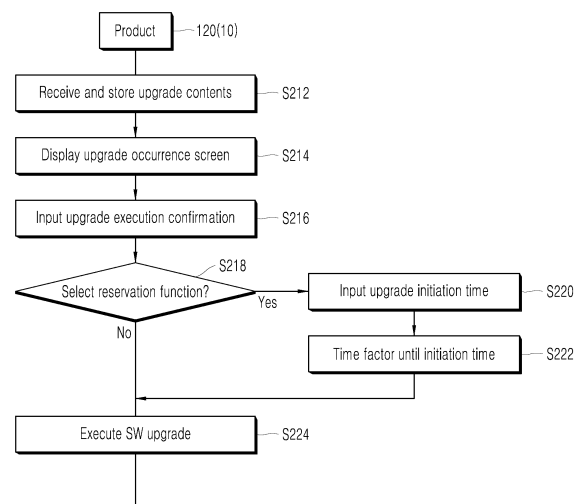 Product
120(10)
Receive and store upgrade contents
S212
Display upgrade occurrence screen
S214
Input upgrade execution confirmation
S216
S218
Select reservation function?
Yes
No
Input upgrade initiation time
S220
Time factor until initiation time
S222
Execute SW upgrade
S224